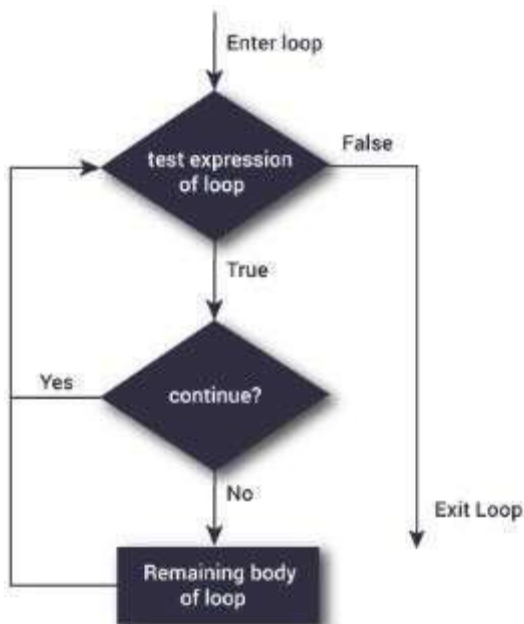 Enter loop
test expression
of loop
False
True
Yes
continue?
No
Exit Loop
Remaining body
of loop